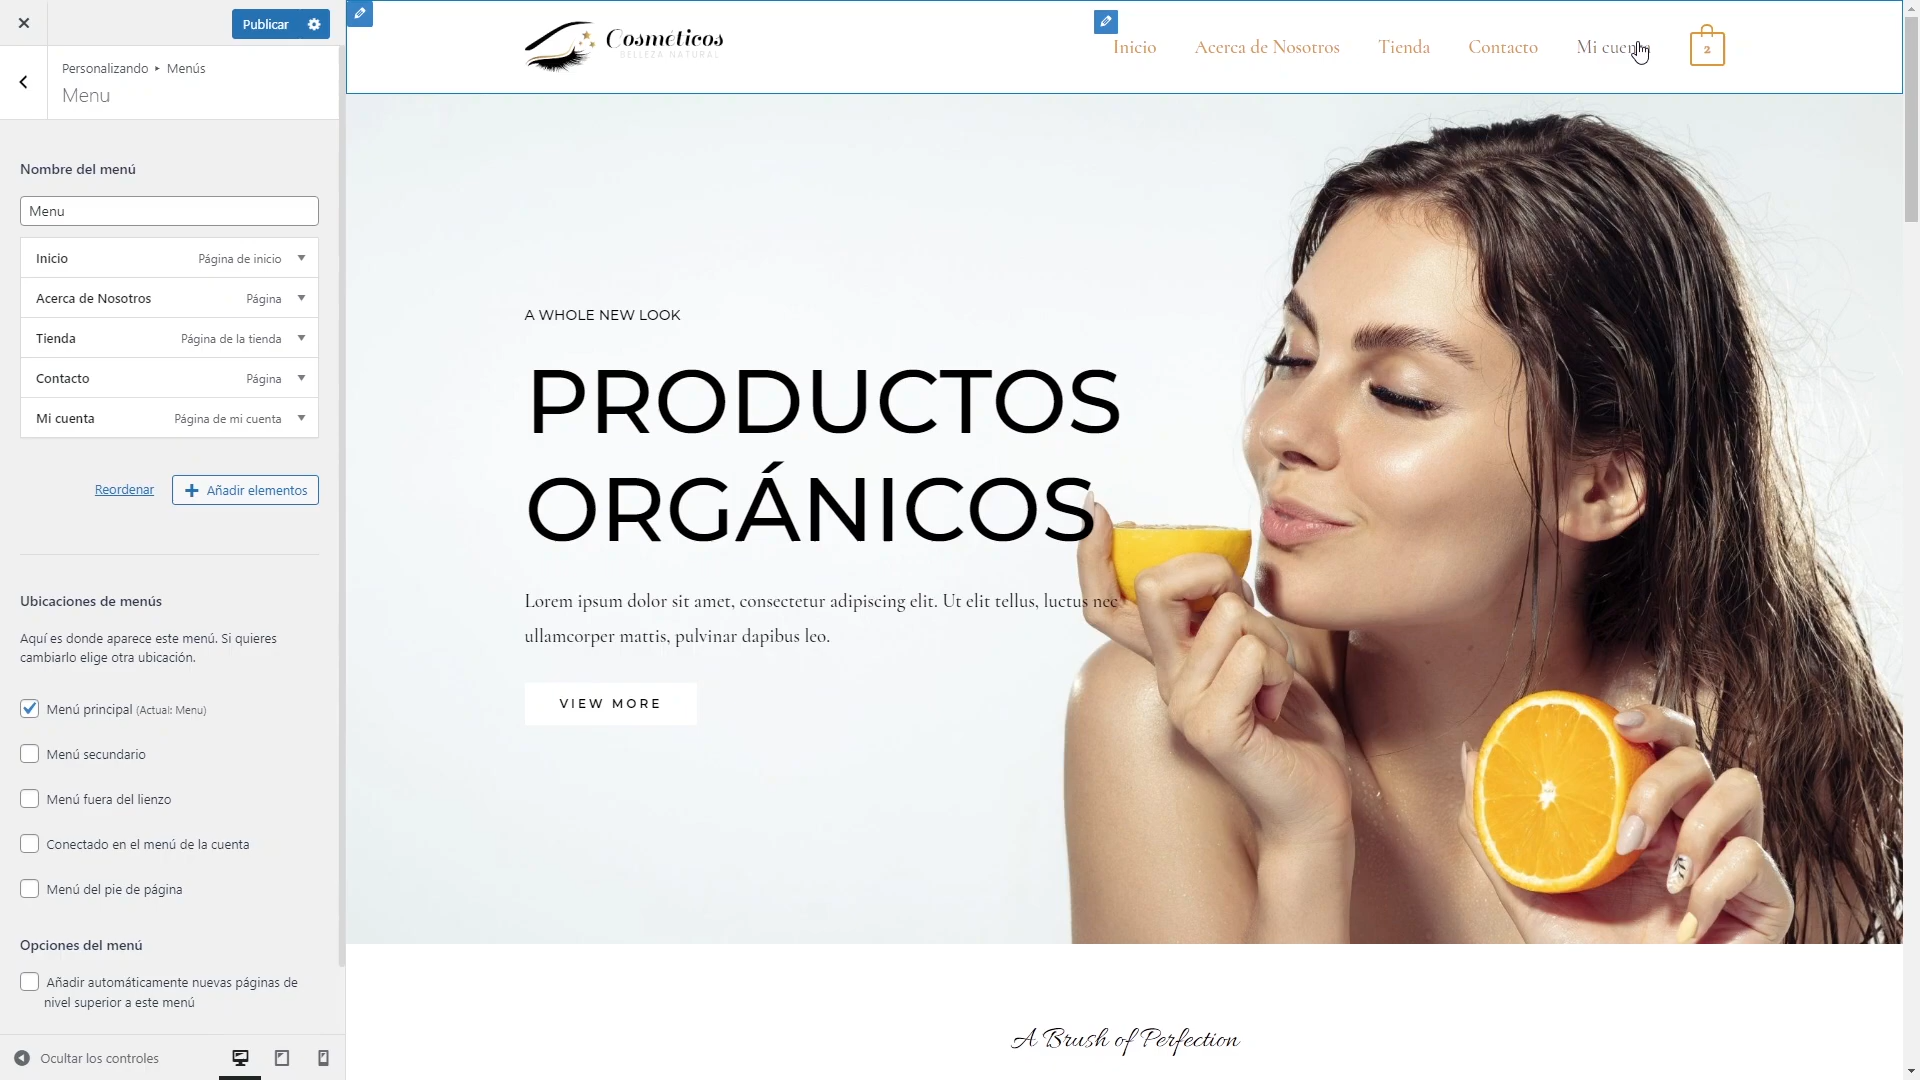 Publicar
Personalizando ▸ Menús
Menu
Nombre del menú
Menu
Inicio Página de inicio
Acerca de Nosotros Página
Tienda Página de la tienda
Contacto Página
Mi cuenta Página de mi cuenta
Reordenar Añadir elementos
Ubicaciones de menús
Aquí es donde aparece este menú. Si quieres
cambiarlo elige otra ubicación.
Menú principal (Actual: Menu)
Menú secundario
Menú fuera del lienzo
Conectado en el menú de la cuenta
Menú del pie de página
Opciones del menú
Añadir automáticamente nuevas páginas de
nivel superior a este menú
Ocultar los controles
Cosméticos
BELLEZA NATURAL
Inicio Acerca de Nosotros Tienda Contacto Mi cuenta 2
A WHOLE NEW LOOK
PRODUCTOS
ORGÁNICOS
Lorem ipsum dolor sit amet, consectetur adipiscing elit. Ut elit tellus, luctus nec
ullamcorper mattis, pulvinar dapibus leo.
VIEW MORE
A Brush of Perfection